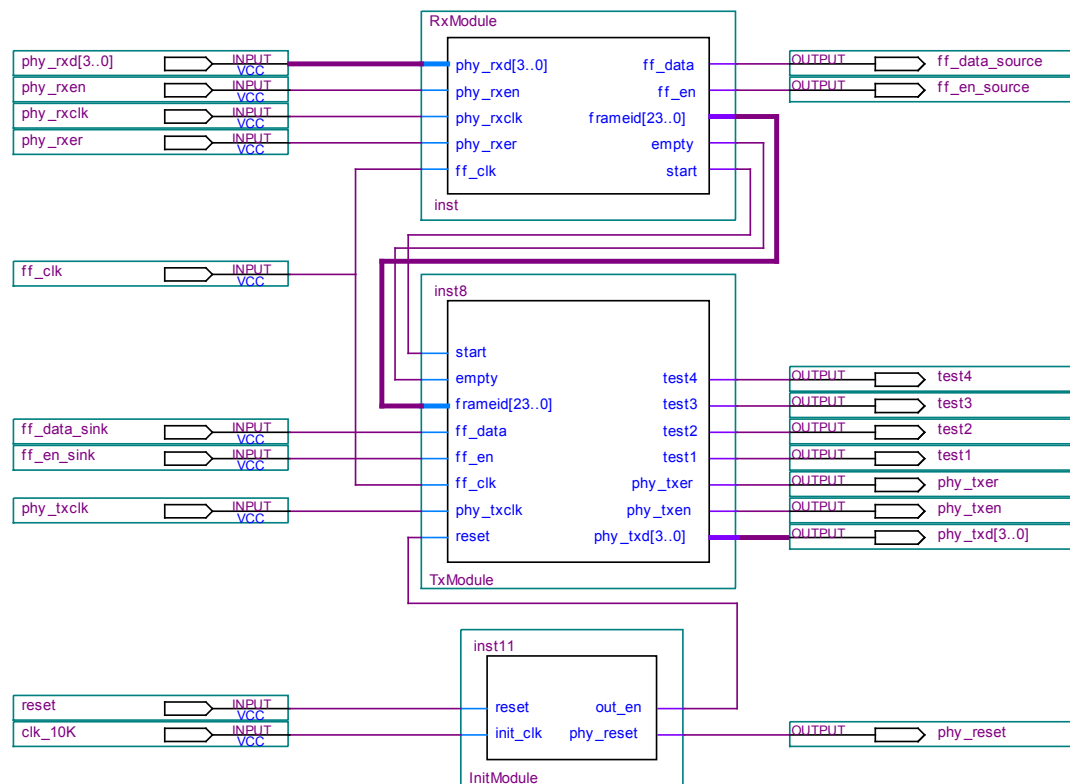 RxModule
phy_rxd[3..0] INPUT VCC phy_rxd[3..0] ff_data OUTPUT ff_data_source
phy_rxen INPUT VCC phy_rxen ff_en OUTPUT ff_en_source
phy_rxclk INPUT VCC phy_rxclk frameid[23..0]
phy_rxer INPUT VCC phy_rxer empty
ff_clk start
inst
ff_clk INPUT VCC
inst8
start
empty test4 OUTPUT test4
frameid[23..0] test3 OUTPUT test3
ff_data_sink INPUT VCC ff_data test2 OUTPUT test2
ff_en_sink INPUT VCC ff_en test1 OUTPUT test1
ff_clk phy_txer OUTPUT phy_txer
phy_txclk INPUT VCC phy_txclk phy_txen OUTPUT phy_txen
reset phy_txd[3..0] OUTPUT phy_txd[3..0]
TxModule
inst11
reset INPUT VCC reset out_en
clk_10K INPUT VCC init_clk phy_reset OUTPUT phy_reset
InitModule